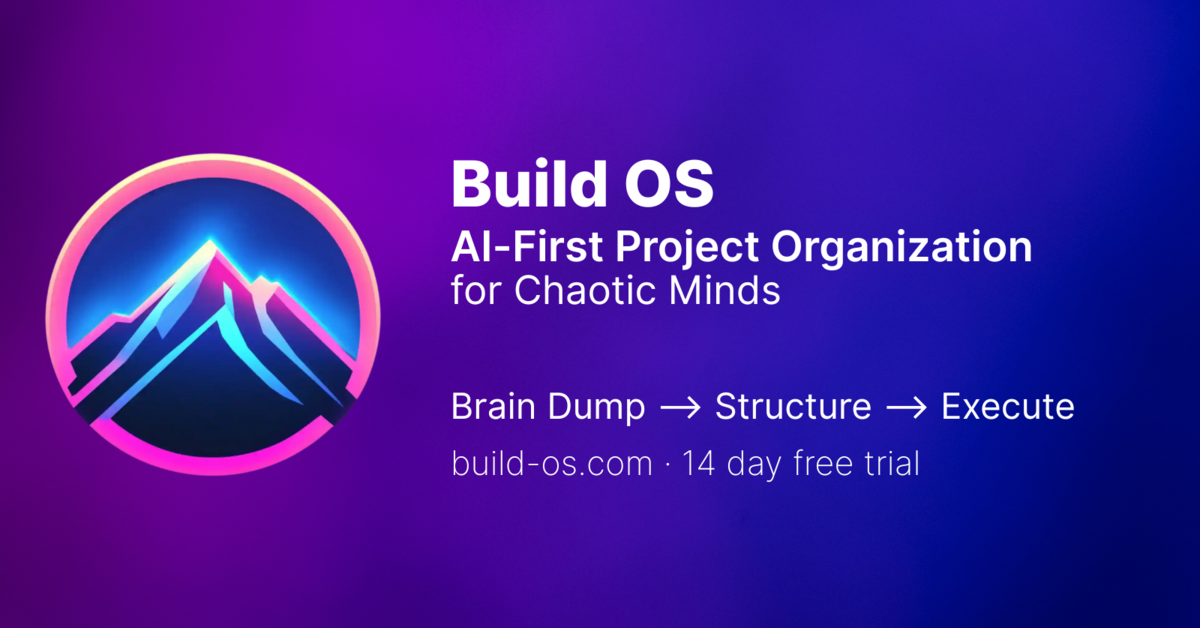 Build OS
AI-First Project Organization
for Chaotic Minds
Brain Dump → Structure → Execute
build-os.com · 14 day free trial